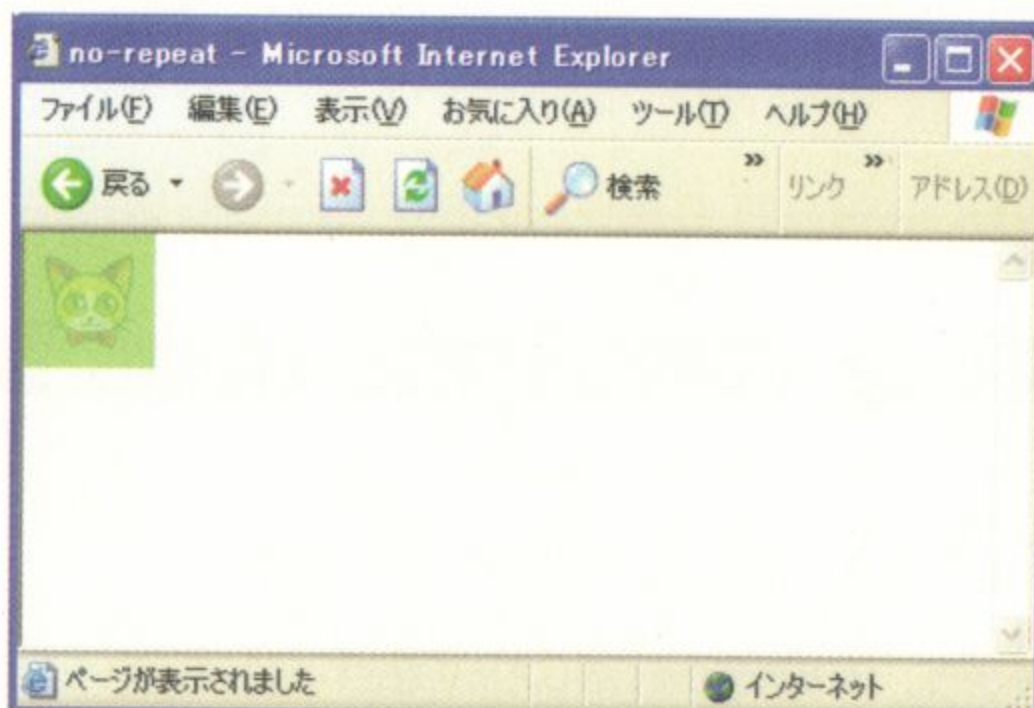 no-repeat - Microsoft Internet Explorer
ファイル(F) 編集(E) 表示(V) お気に入り(A) ツール(T) ヘルプ(H)
戻る 検索 » リンク » アドレス(D)
ページが表示されました インターネット